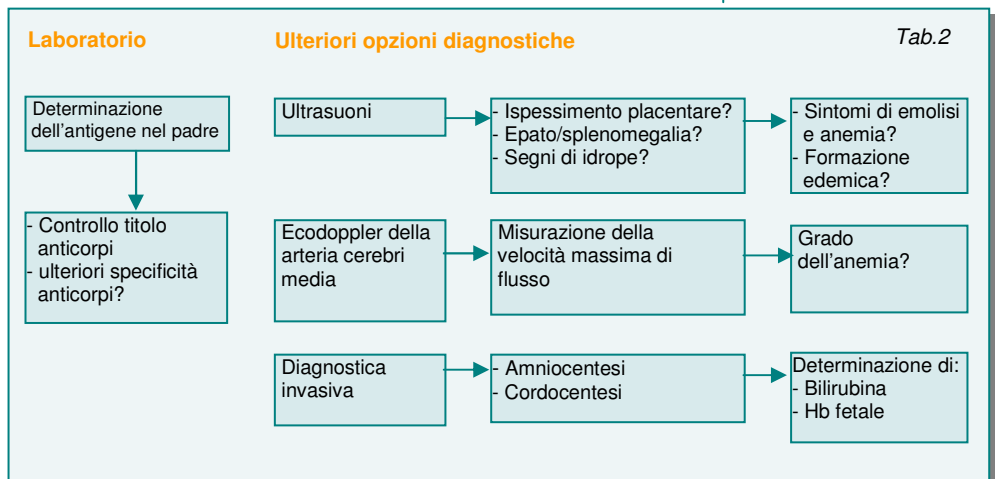 Laboratorio
Ulteriori opzioni diagnostiche
Tab.2
Determinazione
dell'antigene nel padre
- Controllo titolo
anticorpi
- ulteriori specificità
anticorpi?
Ultrasuoni
- Ispessimento placentare?
- Epato/splenomegalia?
- Segni di idrope?
- Sintomi di emolisi
e anemia?
- Formazione
edemica?
Ecodoppler della
arteria cerebri
media
Misurazione della
velocità massima di
flusso
Grado
dell'anemia?
Diagnostica
invasiva
- Amniocentesi
- Cordocentesi
Determinazione di:
- Bilirubina
- Hb fetale